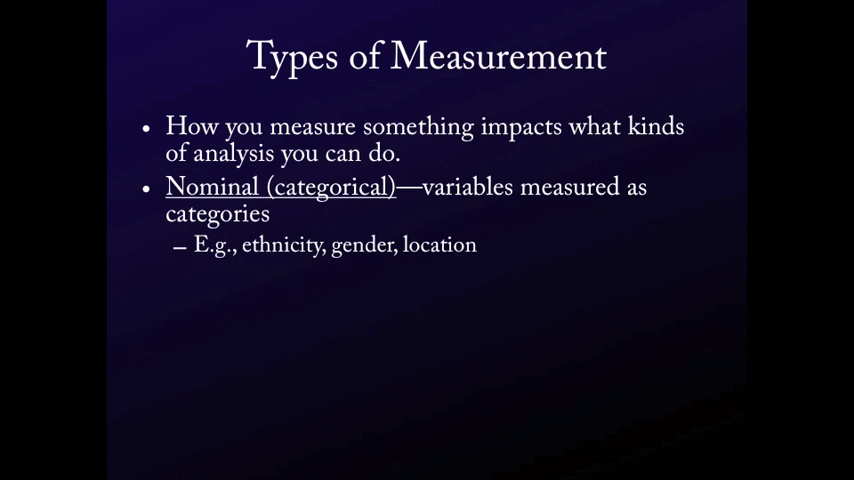 Types of Measurement
• How you measure something impacts what kinds
of analysis you can do.
• Nominal (categorical)—variables measured as
categories
– E.g., ethnicity, gender, location